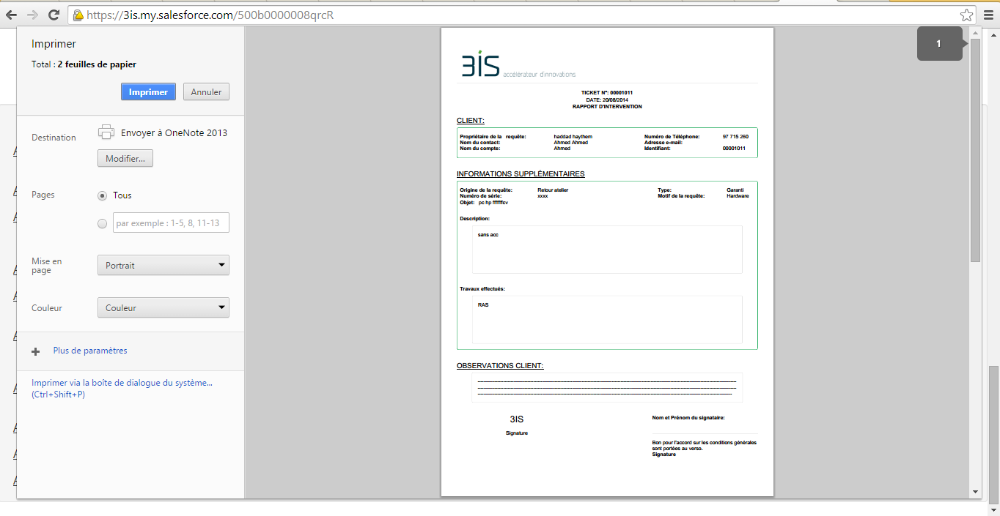 https://3is.my.salesforce.com/500b0000008qrcR
Imprimer
Total : 2 feuilles de papier
Imprimer
Annuler
Destination
Envoyer à OneNote 2013
Modifier...
Pages
Tous
par exemple : 1-5, 8, 11-13
Mise en
page
Portrait
Couleur
Couleur
Plus de paramètres
Imprimer via la boîte de dialogue du système...
(Ctrl+Shift+P)
1
3iS accélérateur d'innovations
TICKET N°: 00001011
DATE: 20/08/2014
RAPPORT D'INTERVENTION
CLIENT:
Propriétaire de la requête: haddad haythem Numéro de Téléphone: 97 715 260
Nom du contact: Ahmed Ahmed Adresse e-mail:
Nom du compte: Ahmed Identifiant: 00001011
INFORMATIONS SUPPLÉMENTAIRES
Origine de la requête: Retour atelier Type: Garanti
Numéro de série: xxxx Motif de la requête: Hardware
Description:
sans acc
Travaux effectués:
RAS
OBSERVATIONS CLIENT:
3IS
Signature
Nom et Prénom du signataire:
Bon pour l'accord sur les conditions générales
sont portées au verso.
Signature